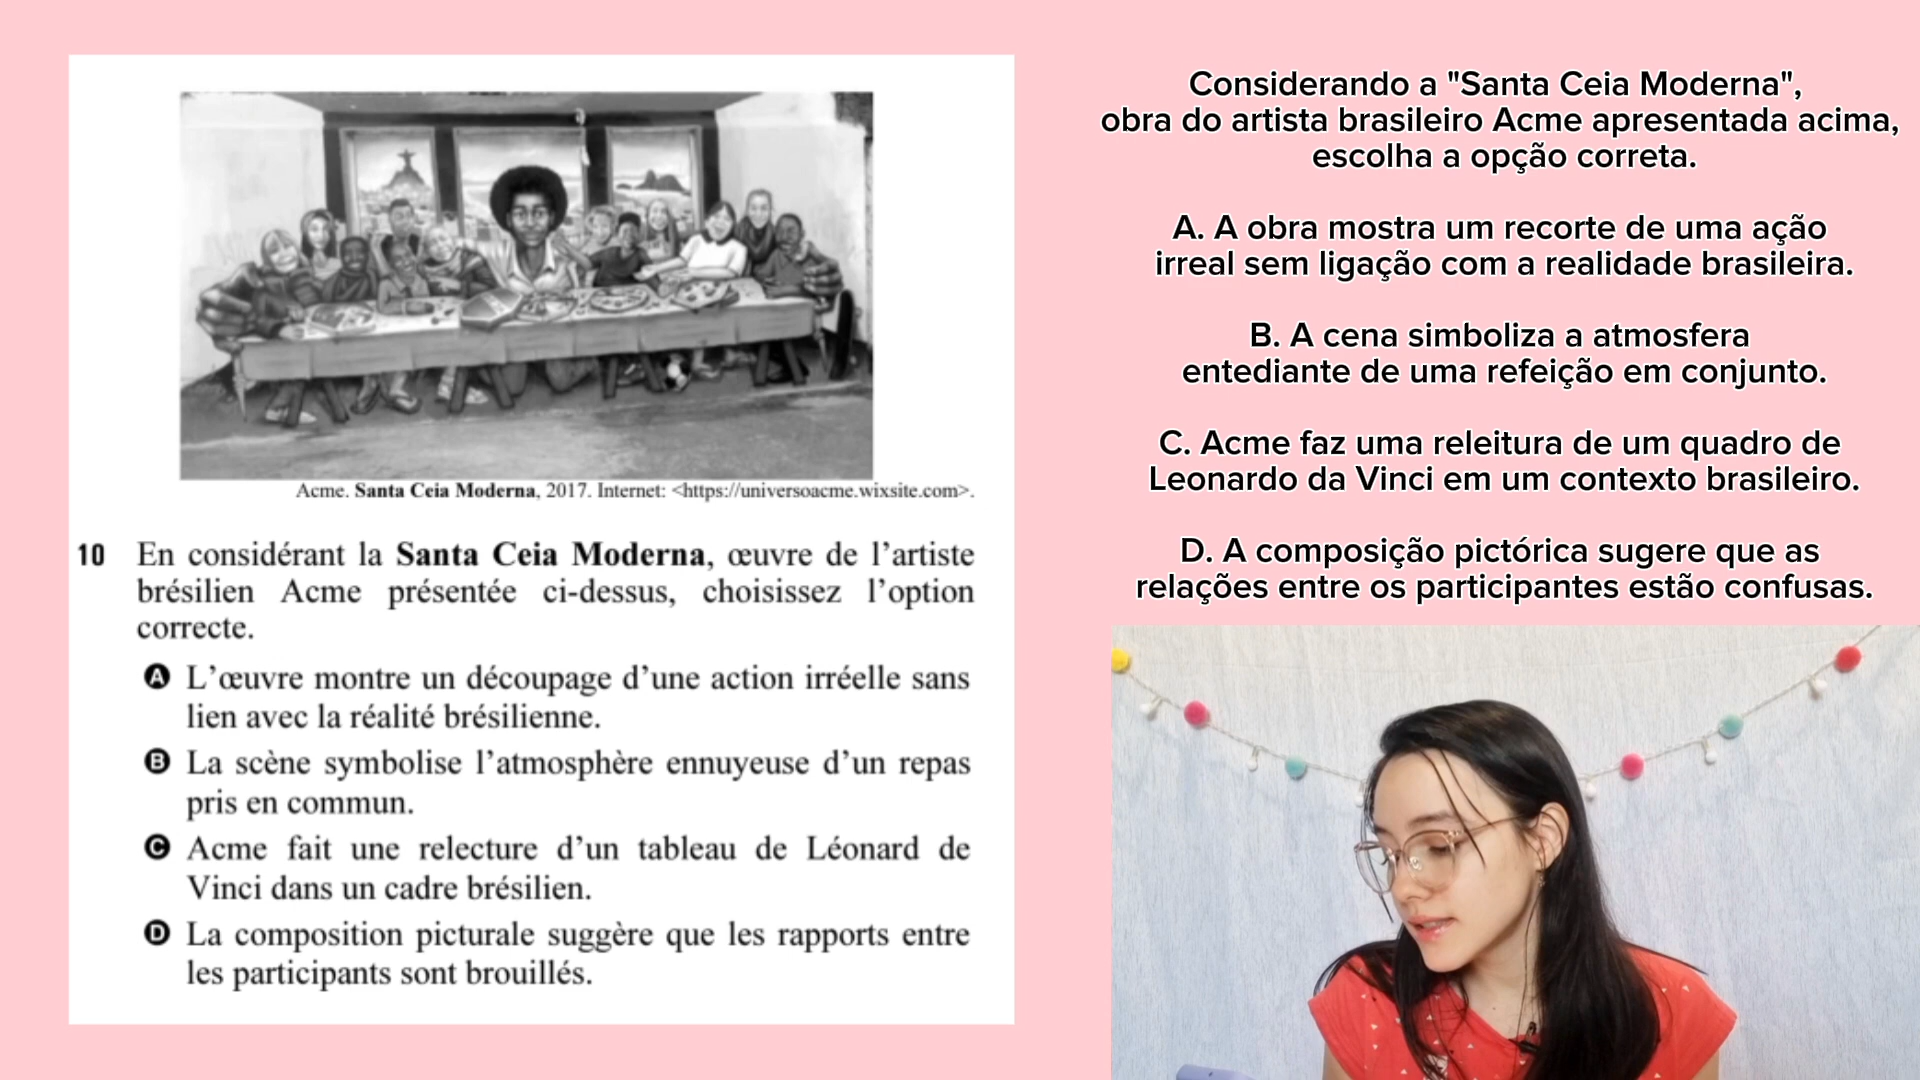 Acme. Santa Ceia Moderna, 2017. Internet: <https://universoacme.wixsite.com>.
10 En considérant la Santa Ceia Moderna, œuvre de l’artiste
brésilien Acme présentée ci-dessus, choisissez l’option
correcte.
A L’œuvre montre un découpage d’une action irréelle sans
lien avec la réalité brésilienne.
B La scène symbolise l’atmosphère ennuyeuse d’un repas
pris en commun.
C Acme fait une relecture d’un tableau de Léonard de
Vinci dans un cadre brésilien.
D La composition picturale suggère que les rapports entre
les participants sont brouillés.
Considerando a "Santa Ceia Moderna",
obra do artista brasileiro Acme apresentada acima,
escolha a opção correta.
A. A obra mostra um recorte de uma ação
irreal sem ligação com a realidade brasileira.
B. A cena simboliza a atmosfera
entediante de uma refeição em conjunto.
C. Acme faz uma releitura de um quadro de
Leonardo da Vinci em um contexto brasileiro.
D. A composição pictórica sugere que as
relações entre os participantes estão confusas.